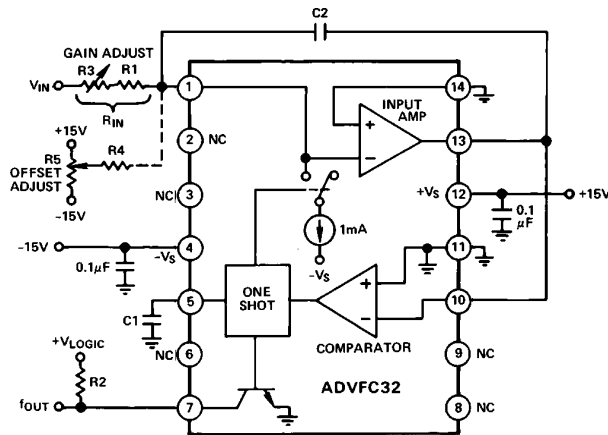 C2
GAIN ADJUST
R3 R1
VIN
RIN
+15V
R5
OFFSET
ADJUST
R4
–15V
1
2 NC
NC 3
–15V
4
–VS
0.1μF
5
C1
NC 6
+VLOGIC
R2
fOUT
7
14
INPUT
AMP
+
–
13
+VS 12
+15V
0.1
μF
1mA
–VS
11
ONE
SHOT
+
–
10
COMPARATOR
9 NC
ADVFC32
8 NC